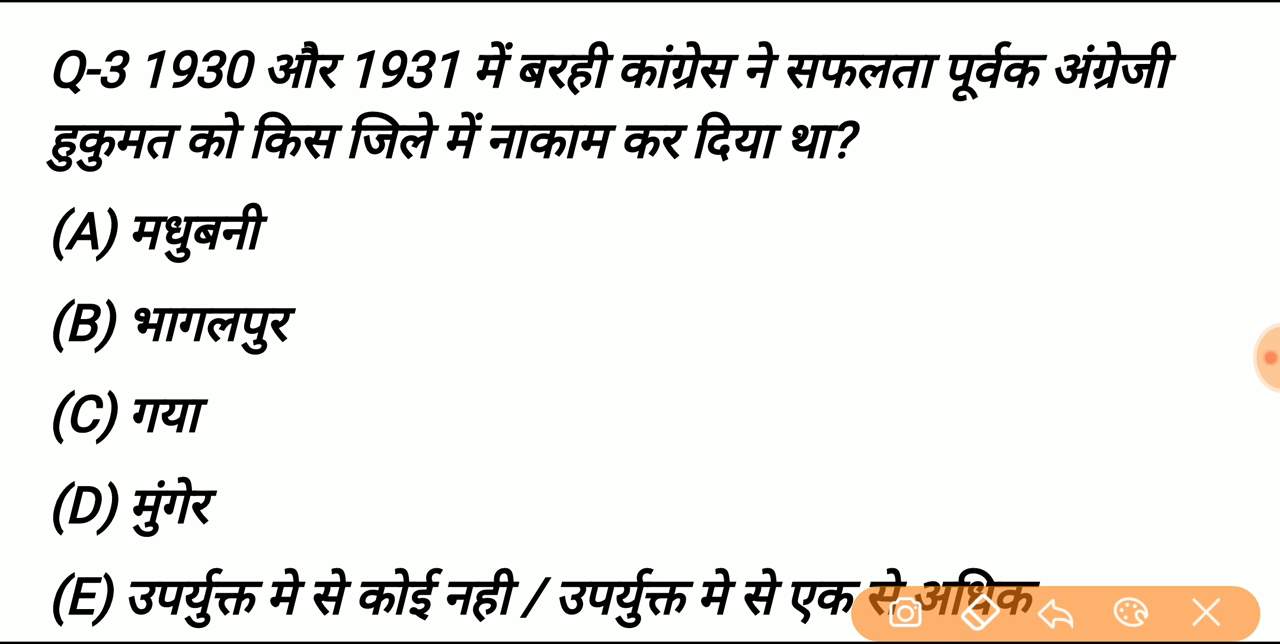 Q-3 1930 और 1931 में बरही कांग्रेस ने सफलता पूर्वक अंग्रेजी
हुकुमत को किस जिले में नाकाम कर दिया था?
(A) मधुबनी
(B) भागलपुर
(C) गया
(D) मुंगेर
(E) उपर्युक्त मे से कोई नही / उपर्युक्त मे से एक से अधिक